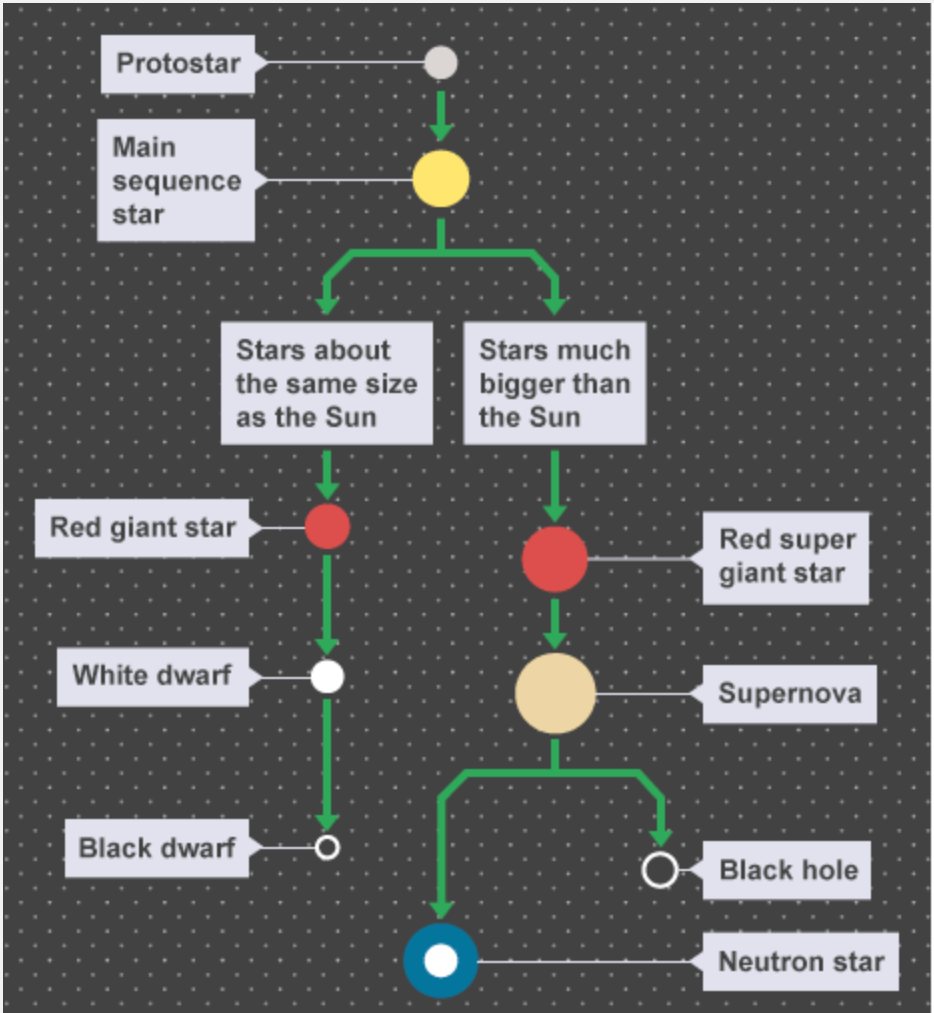 Protostar
Main
sequence
star
Stars about
the same size
as the Sun
Stars much
bigger than
the Sun
Red giant star
Red super
giant star
White dwarf
Supernova
Black dwarf
Black hole
Neutron star